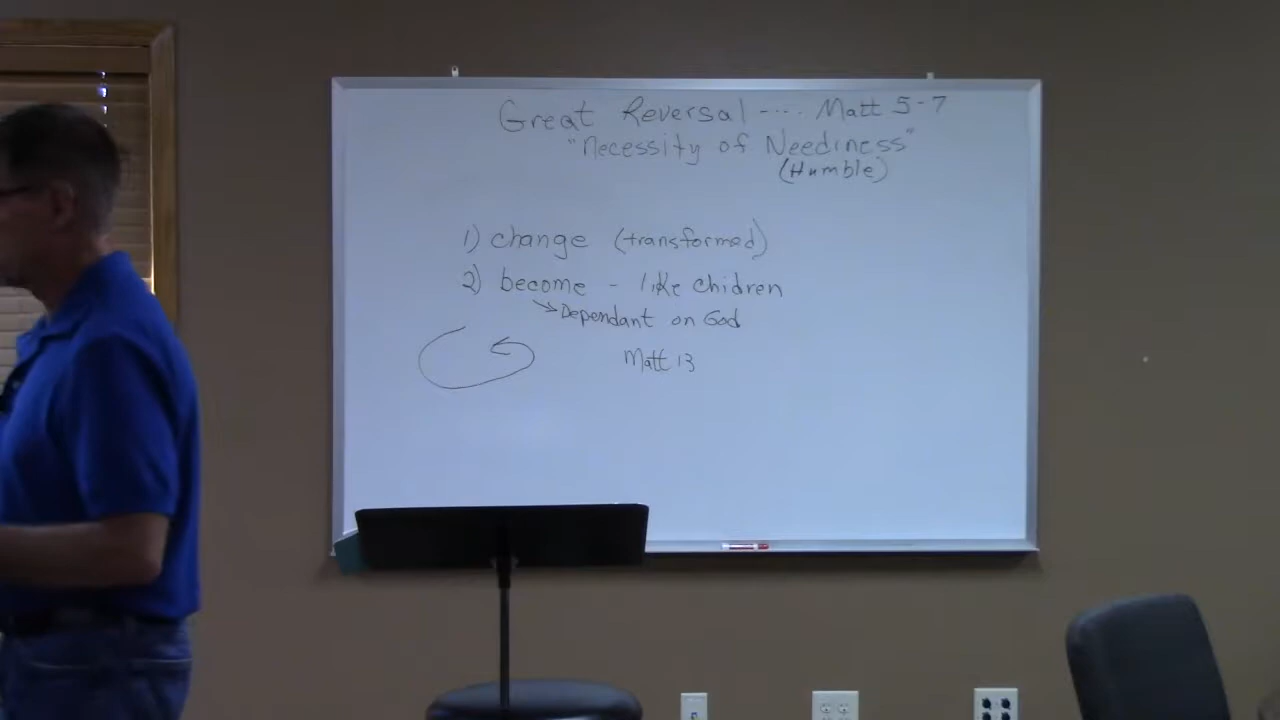 Great Reversal .... Matt 5-7
"Necessity of Neediness"
(Humble)
1) change (transformed)
2) become - like chidren
Dependant on God
Matt 13